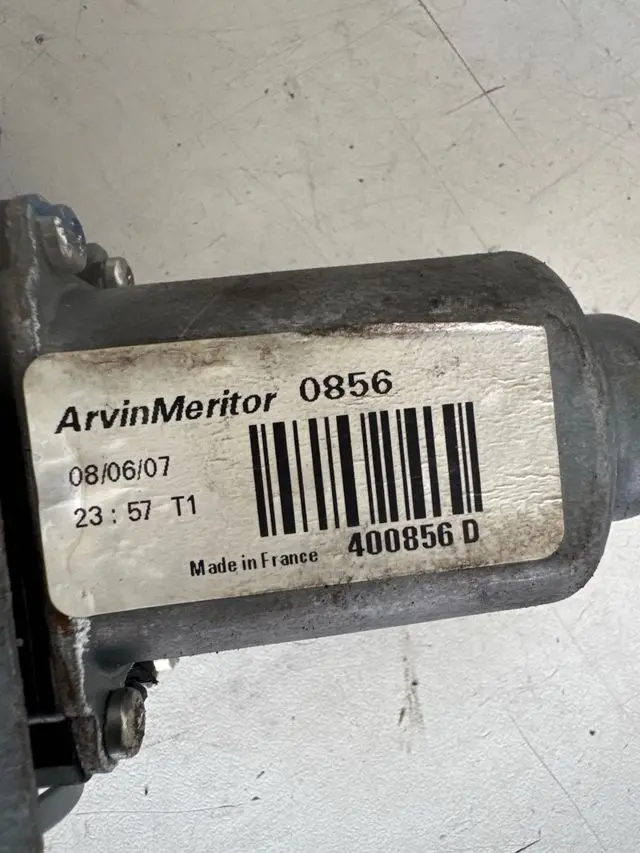 ArvinMeritor 0856
08/06/07
23 : 57 T1
400856 D
Made in France